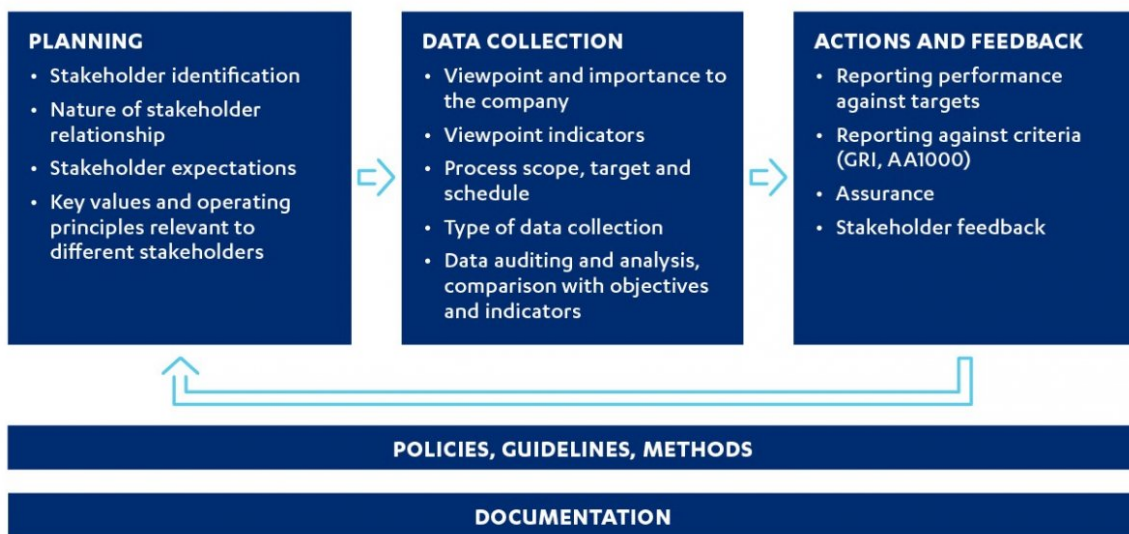 PLANNING
• Stakeholder identification
• Nature of stakeholder
relationship
• Stakeholder expectations
• Key values and operating
principles relevant to
different stakeholders
DATA COLLECTION
• Viewpoint and importance to
the company
• Viewpoint indicators
• Process scope, target and
schedule
• Type of data collection
• Data auditing and analysis,
comparison with objectives
and indicators
ACTIONS AND FEEDBACK
• Reporting performance
against targets
• Reporting against criteria
(GRI, AA1000)
• Assurance
• Stakeholder feedback
POLICIES, GUIDELINES, METHODS
DOCUMENTATION